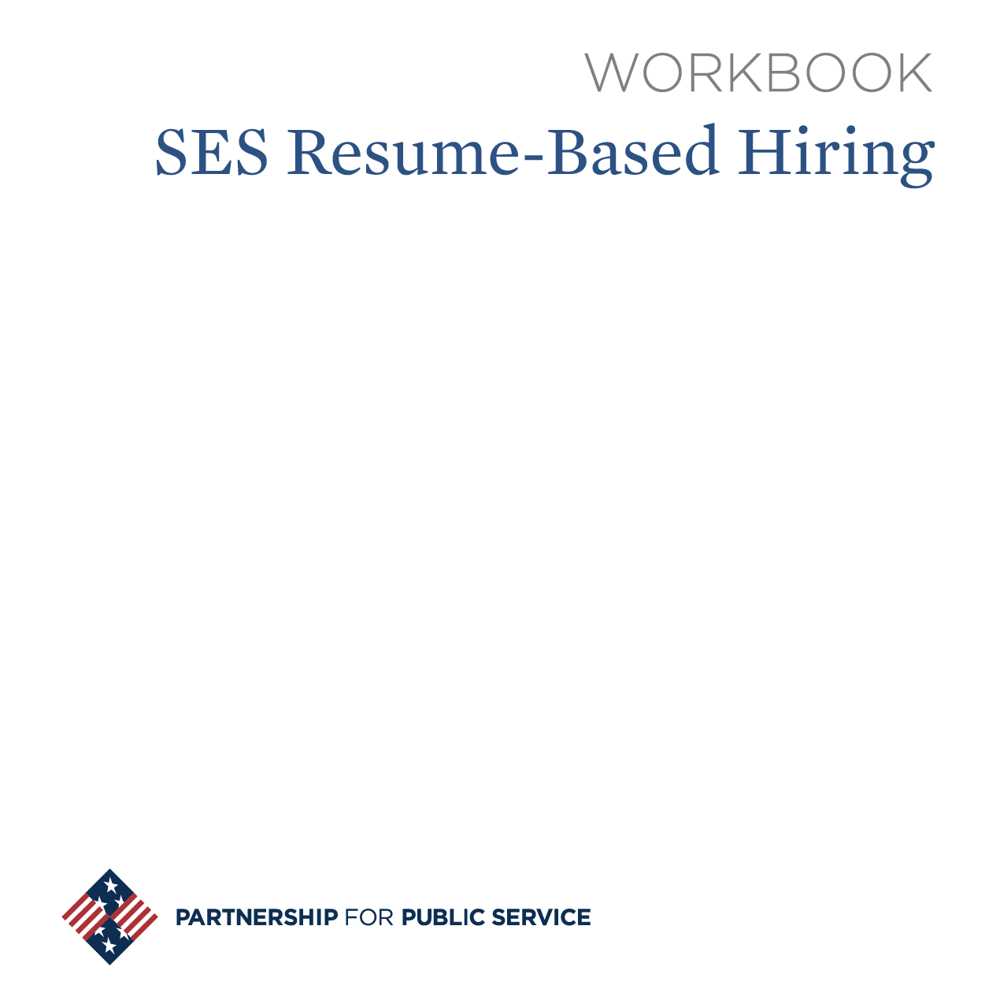 WORKBOOK
SES Resume-Based Hiring
PARTNERSHIP FOR PUBLIC SERVICE